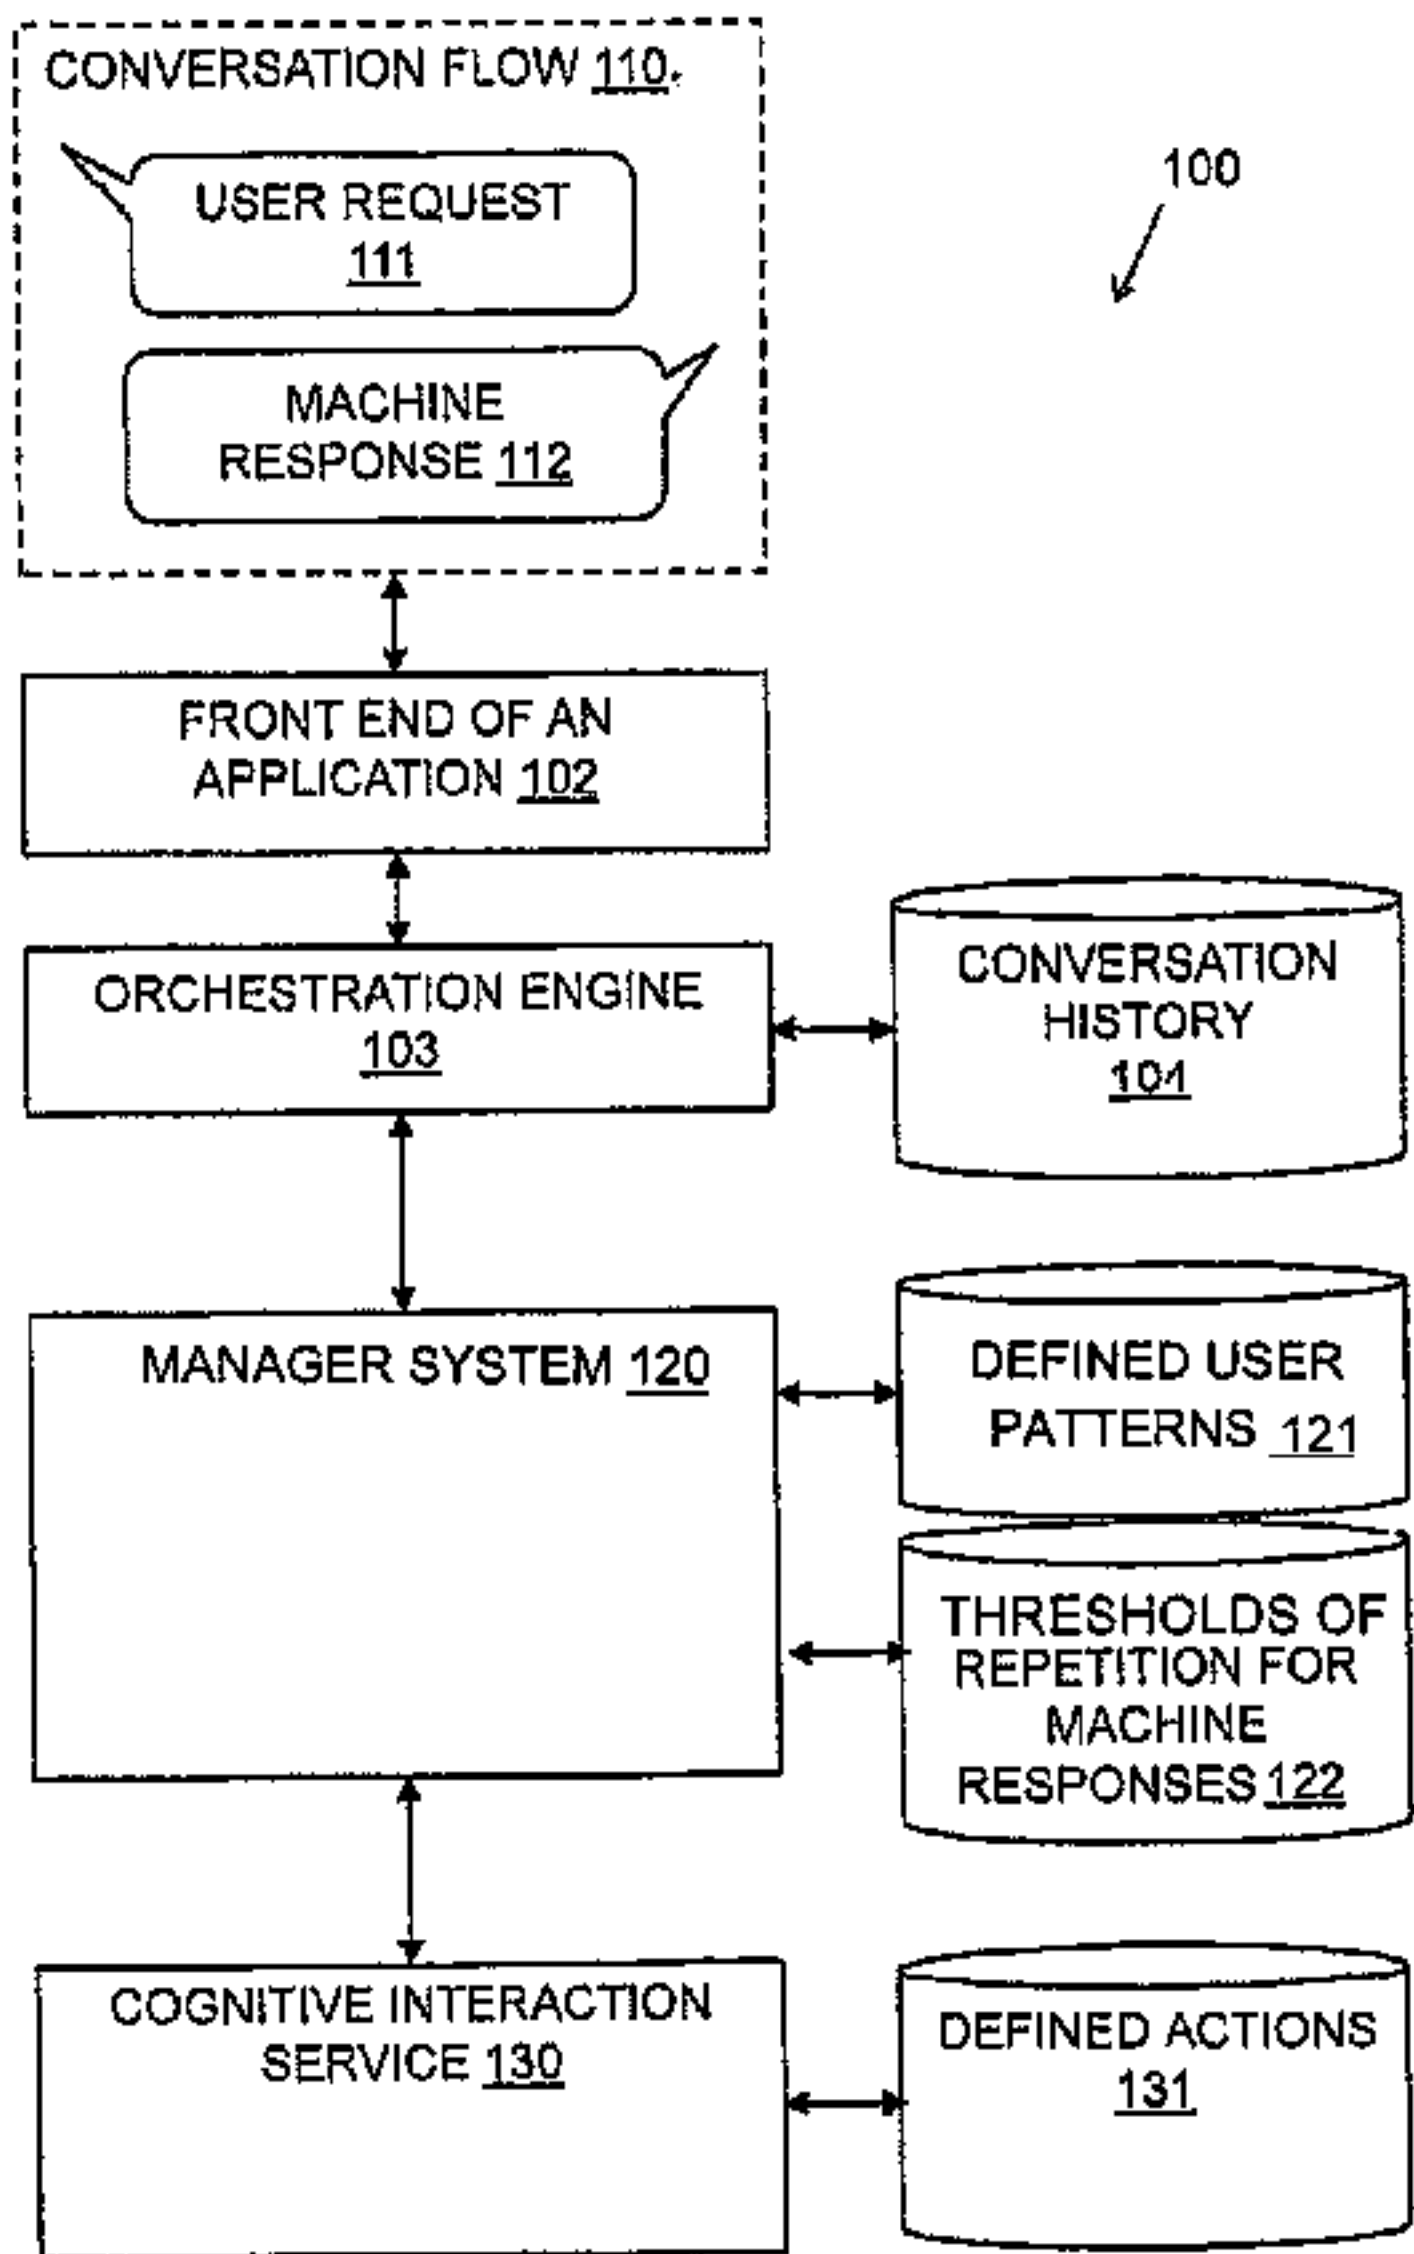 CONVERSATION FLOW 110.
USER REQUEST
111
100
MACHINE
RESPONSE 112
FRONT END OF AN
APPLICATION 102
ORCHESTRATION ENGINE
103
CONVERSATION
HISTORY
104
MANAGER SYSTEM 120
DEFINED USER
PATTERNS 121
THRESHOLDS OF
REPETITION FOR
MACHINE
RESPONSES 122
COGNITIVE INTERACTION
SERVICE 130
DEFINED ACTIONS
131